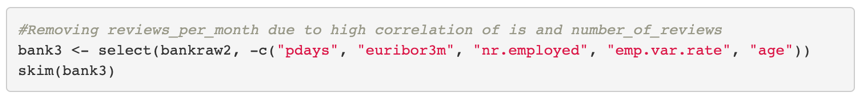 #Removing reviews_per_month due to high correlation of is and number_of_reviews
bank3 <- select(bankraw2, -c("pdays", "euribor3m", "nr.employed", "emp.var.rate", "age"))
skim(bank3)